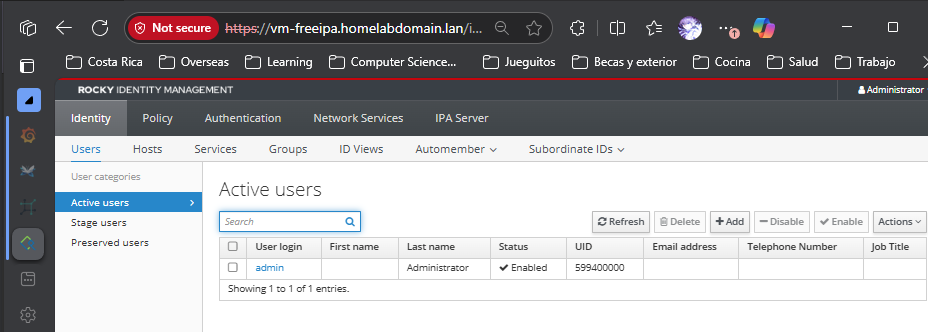 Not secure https://vm-freeipa.homelabdomain.lan/i...
Costa Rica Overseas Learning Computer Science... Jueguitos Becas y exterior Cocina Salud Trabajo
ROCKY IDENTITY MANAGEMENT Administrator
Identity Policy Authentication Network Services IPA Server
Users Hosts Services Groups ID Views Automember Subordinate IDs
User categories
Active users
Stage users
Preserved users
Active users
Search Refresh Delete Add Disable Enable Actions
User login First name Last name Status UID Email address Telephone Number Job Title
admin Administrator Enabled 599400000
Showing 1 to 1 of 1 entries.